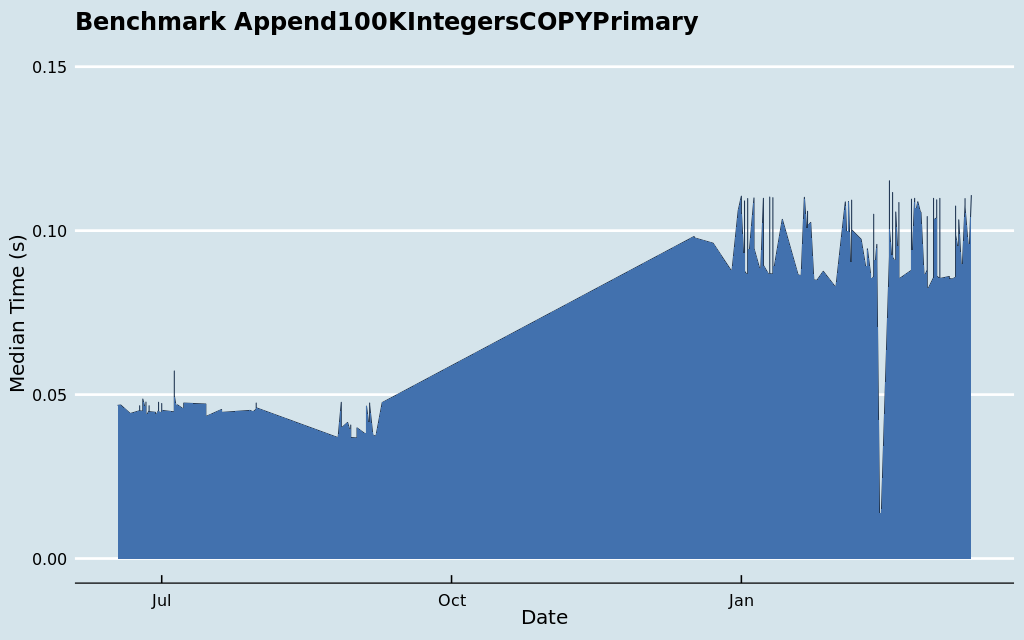 Benchmark Append100KIntegersCOPYPrimary
0.15
0.10
0.05
0.00
Median Time (s)
Jul Oct Jan
Date